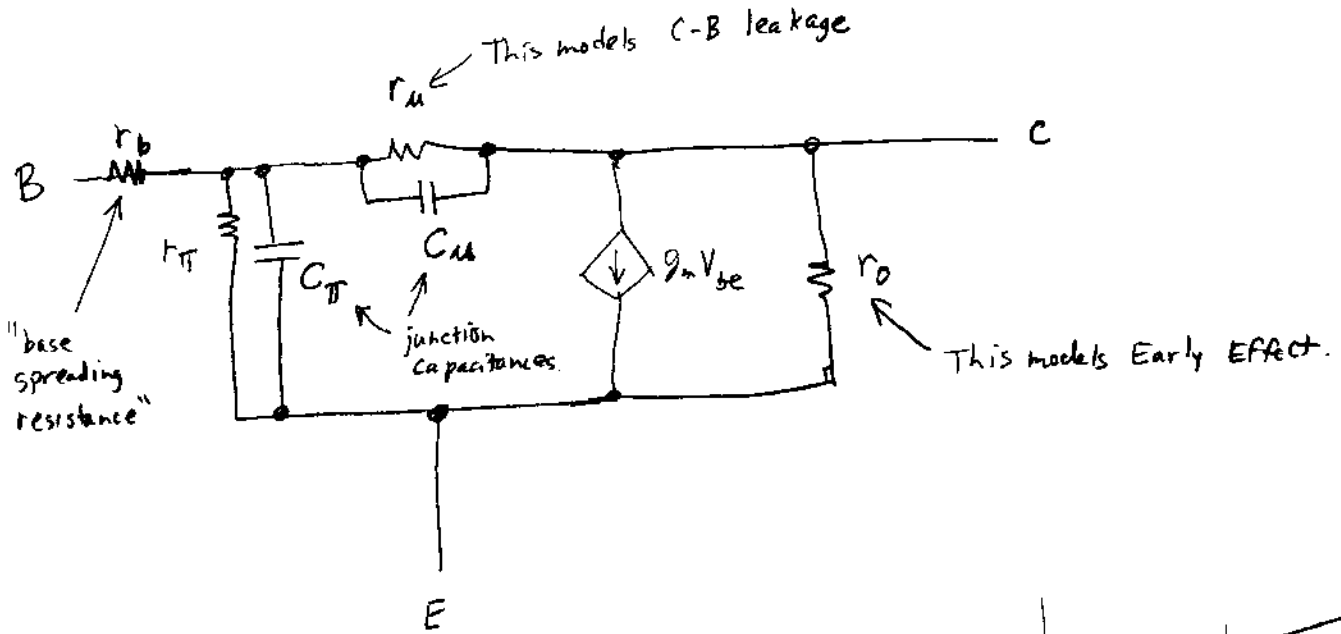 This models C-B leakage
rμ
rb
C
B
rπ
Cμ
Cπ
gmVbe
ro
junction
capacitances
"base
spreading
resistance"
This models Early Effect.
E